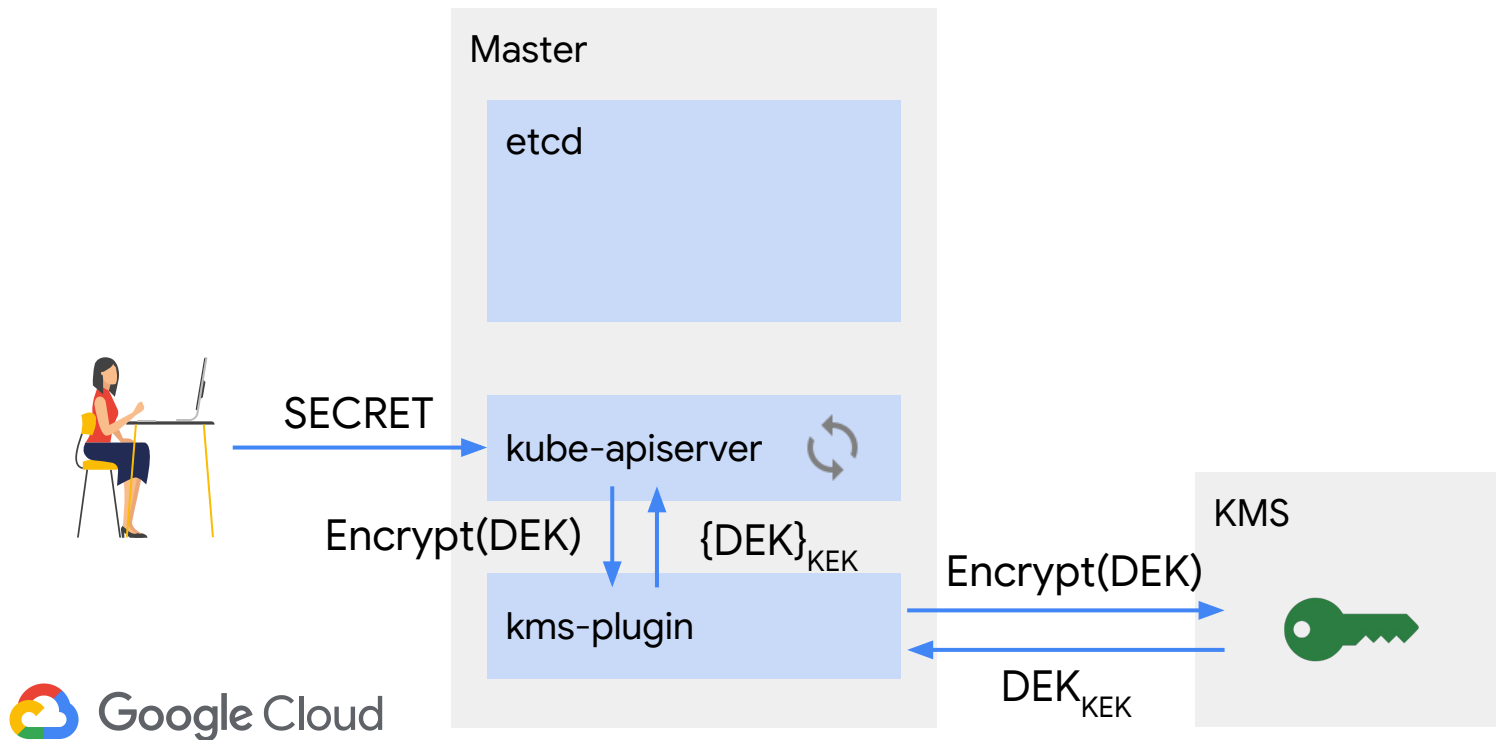 Master
etcd
SECRET
kube-apiserver
Encrypt(DEK)
{DEK}KEK
KMS
Encrypt(DEK)
kms-plugin
DEKKEK
Google Cloud